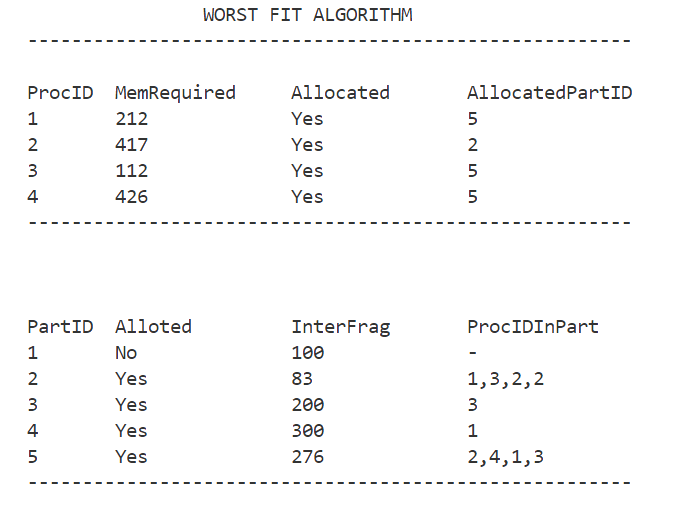 WORST FIT ALGORITHM
-------------------------------------------------------
ProcID MemRequired Allocated AllocatedPartID
1 212 Yes 5
2 417 Yes 2
3 112 Yes 5
4 426 Yes 5
-------------------------------------------------------
PartID Alloted InterFrag ProcIDInPart
1 No 100 -
2 Yes 83 1,3,2,2
3 Yes 200 3
4 Yes 300 1
5 Yes 276 2,4,1,3
-------------------------------------------------------